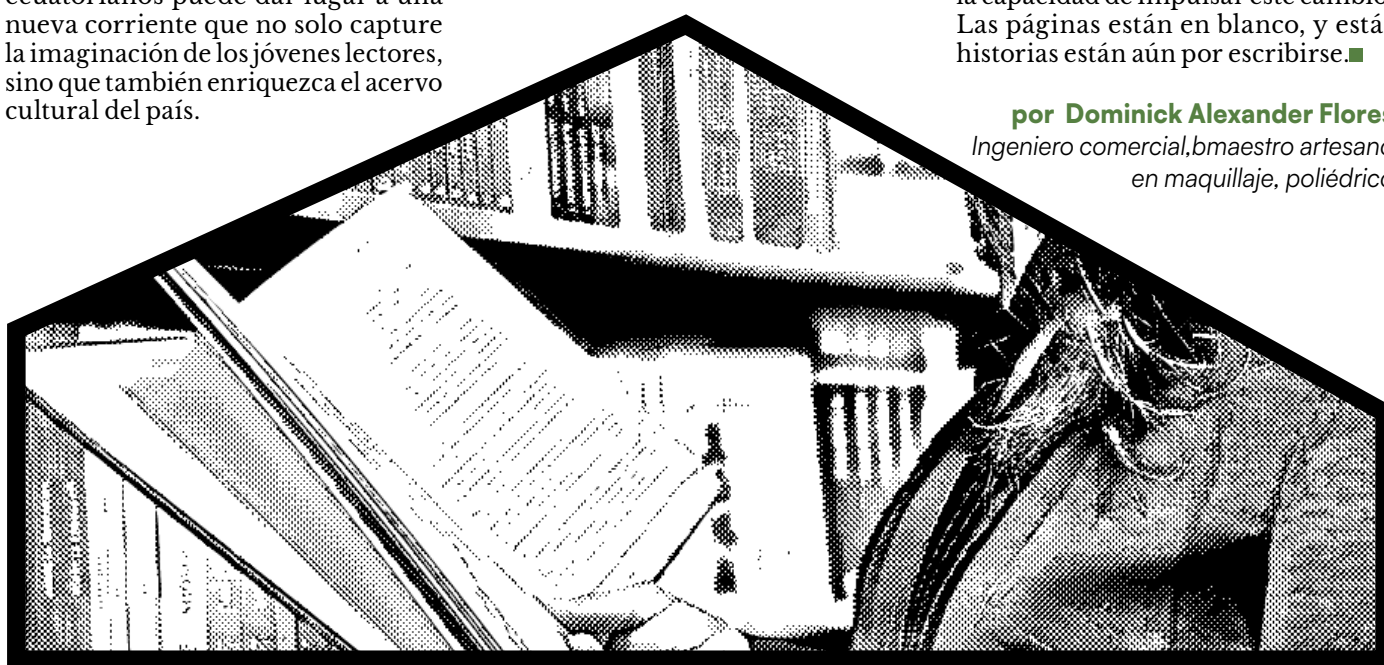 ecuatorianos puede dar lugar a una
nueva corriente que no solo capture
la imaginación de los jóvenes lectores,
sino que también enriquezca el acervo
cultural del país.
la capacidad de impulsar este cambio
Las páginas están en blanco, y está
historias están aún por escribirse.
por Dominick Alexander Flores
Ingeniero comercial,bmaestro artesano
en maquillaje, poliédrico